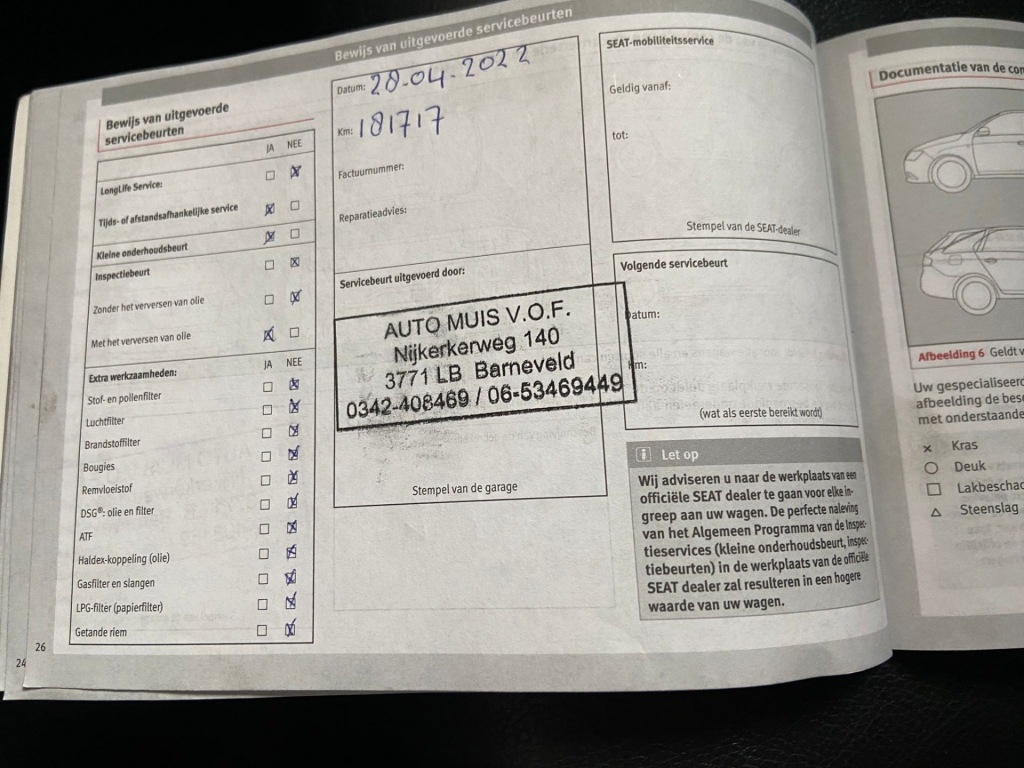 Bewijs van uitgevoerde servicebeurten
Bewijs van uitgevoerde
servicebeurten
JA NEE
LongLife Service:
Tijds- of afstandsafhankelijke service
Kleine onderhoudsbeurt
Inspectiebeurt
Zonder het verversen van olie
Met het verversen van olie
Extra werkzaamheden: JA NEE
Stof- en pollenfilter
Luchtfilter
Brandstoffilter
Bougies
Remvloeistof
DSG®: olie en filter
ATF
Haldex-koppeling (olie)
Gasfilter en slangen
LPG-filter (papierfilter)
Getande riem
26
24
Datum: 28-04-2022
Km: 181717
Factuurnummer:
Reparatieadvies:
Servicebeurt uitgevoerd door:
AUTO MUIS V.O.F.
Nijkerkerweg 140
3771 LB Barneveld
0342-408469 / 06-53469449
Stempel van de garage
SEAT-mobiliteitsservice
Geldig vanaf:
tot:
Stempel van de SEAT-dealer
Volgende servicebeurt
Datum:
Km:
(wat als eerste bereikt wordt)
i Let op
Wij adviseren u naar de werkplaats van een
officiële SEAT dealer te gaan voor elke in-
greep aan uw wagen. De perfecte naleving
van het Algemeen Programma van de Inspec-
tieservices (kleine onderhoudsbeurt, inspec-
tiebeurten) in de werkplaats van de officiële
SEAT dealer zal resulteren in een hogere
waarde van uw wagen.
Documentatie van de
Afbeelding 6 Geldt
Uw gespecialiseerd
afbeelding de
met onderstaande
Kras
Deuk
Lakbeschad
Steenslag